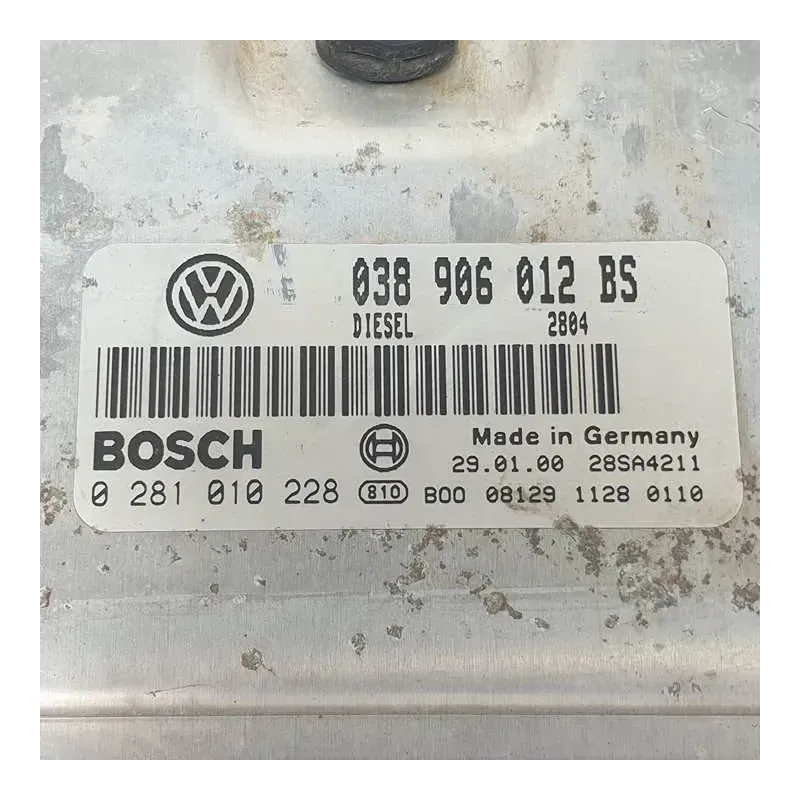 038 906 012 BS
DIESEL 2804
BOSCH Made in Germany
29.01.00 28SA4211
0 281 010 228 810 B00 08129 1128 0110